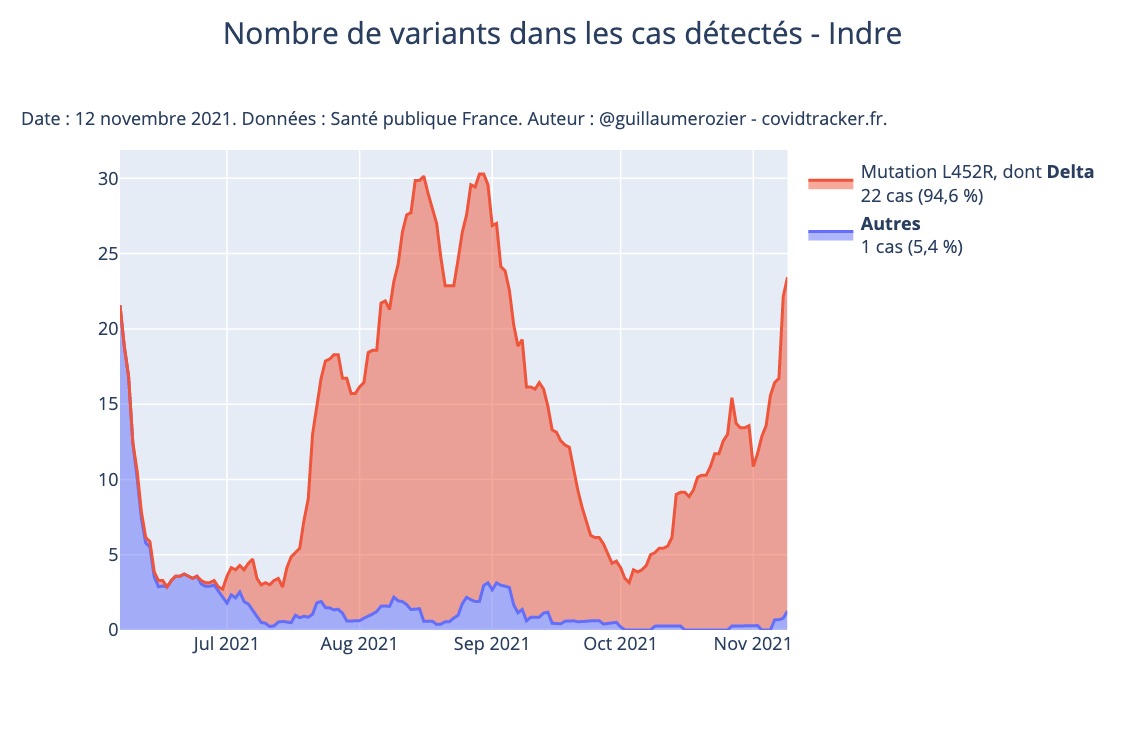 Nombre de variants dans les cas détectés - Indre
Date : 12 novembre 2021. Données : Santé publique France. Auteur : @guillaumerozier - covidtracker.fr.
Mutation L452R, dont Delta
22 cas (94,6 %)
Autres
1 cas (5,4 %)
30
25
20
15
10
5
0
Jul 2021
Aug 2021
Sep 2021
Oct 2021
Nov 2021